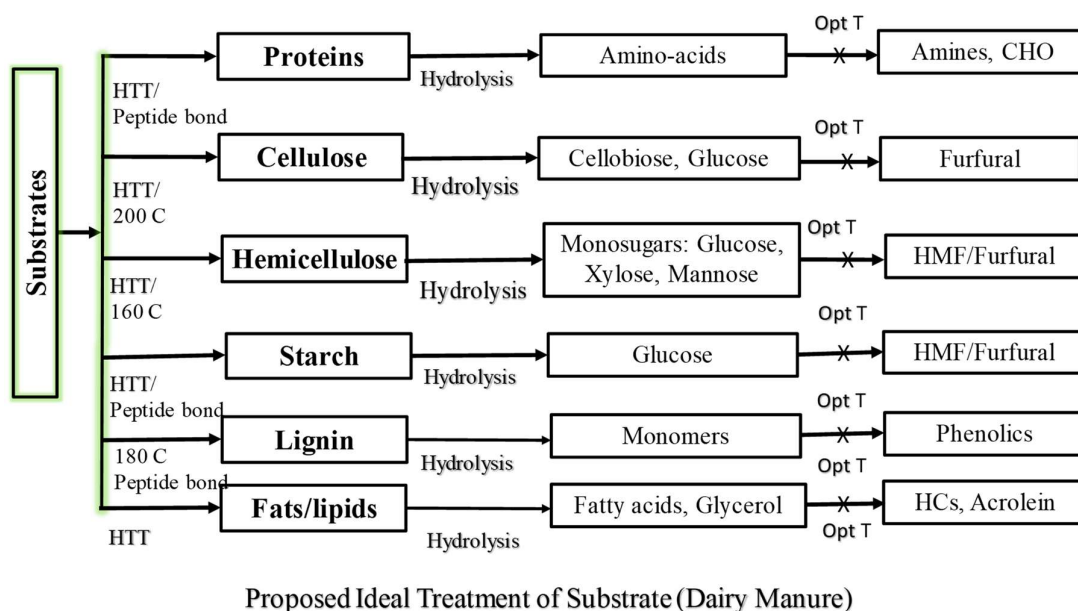 Substrates
HTT/
Peptide bond
Proteins
Hydrolysis
Amino-acids
Opt T
X
Amines, CHO
HTT/
200 C
Cellulose
Hydrolysis
Cellobiose, Glucose
Opt T
X
Furfural
HTT/
160 C
Hemicellulose
Hydrolysis
Monosugars: Glucose,
Xylose, Mannose
Opt T
X
HMF/Furfural
HTT/
Peptide bond
Starch
Hydrolysis
Glucose
Opt T
X
HMF/Furfural
180 C
Peptide bond
Lignin
Hydrolysis
Monomers
Opt T
X
Phenolics
HTT
Fats/lipids
Hydrolysis
Fatty acids, Glycerol
Opt T
X
Opt T
HCs, Acrolein
Proposed Ideal Treatment of Substrate (Dairy Manure)